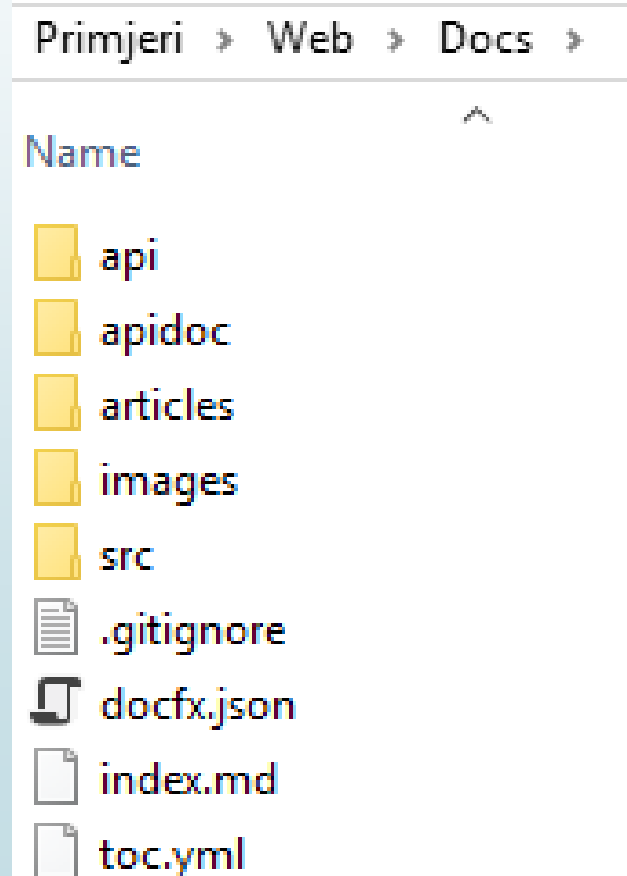 Primjeri > Web > Docs >
Name
api
apidoc
articles
images
src
.gitignore
docfx.json
index.md
toc.yml